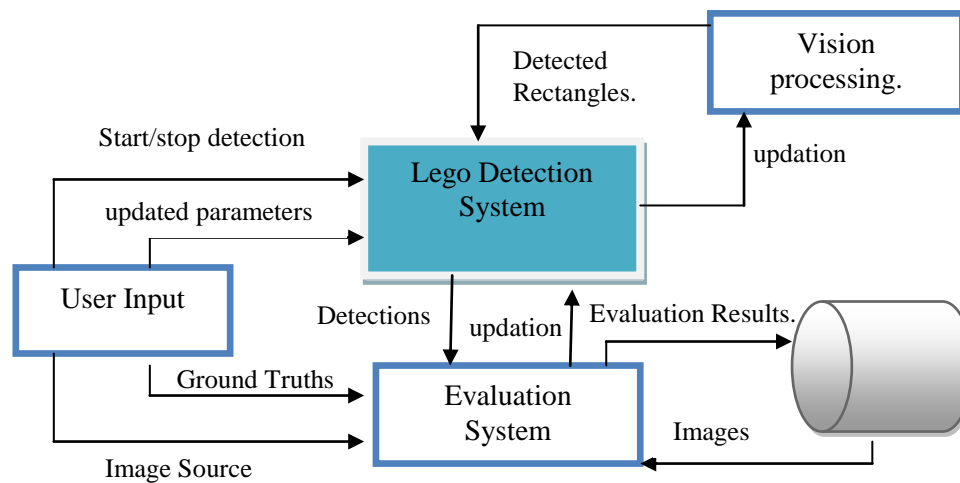 Vision
processing.
Detected
Rectangles.
Start/stop detection
updation
Lego Detection
System
updated parameters
User Input
Detections
updation
Evaluation Results.
Ground Truths
Evaluation
System
Images
Image Source